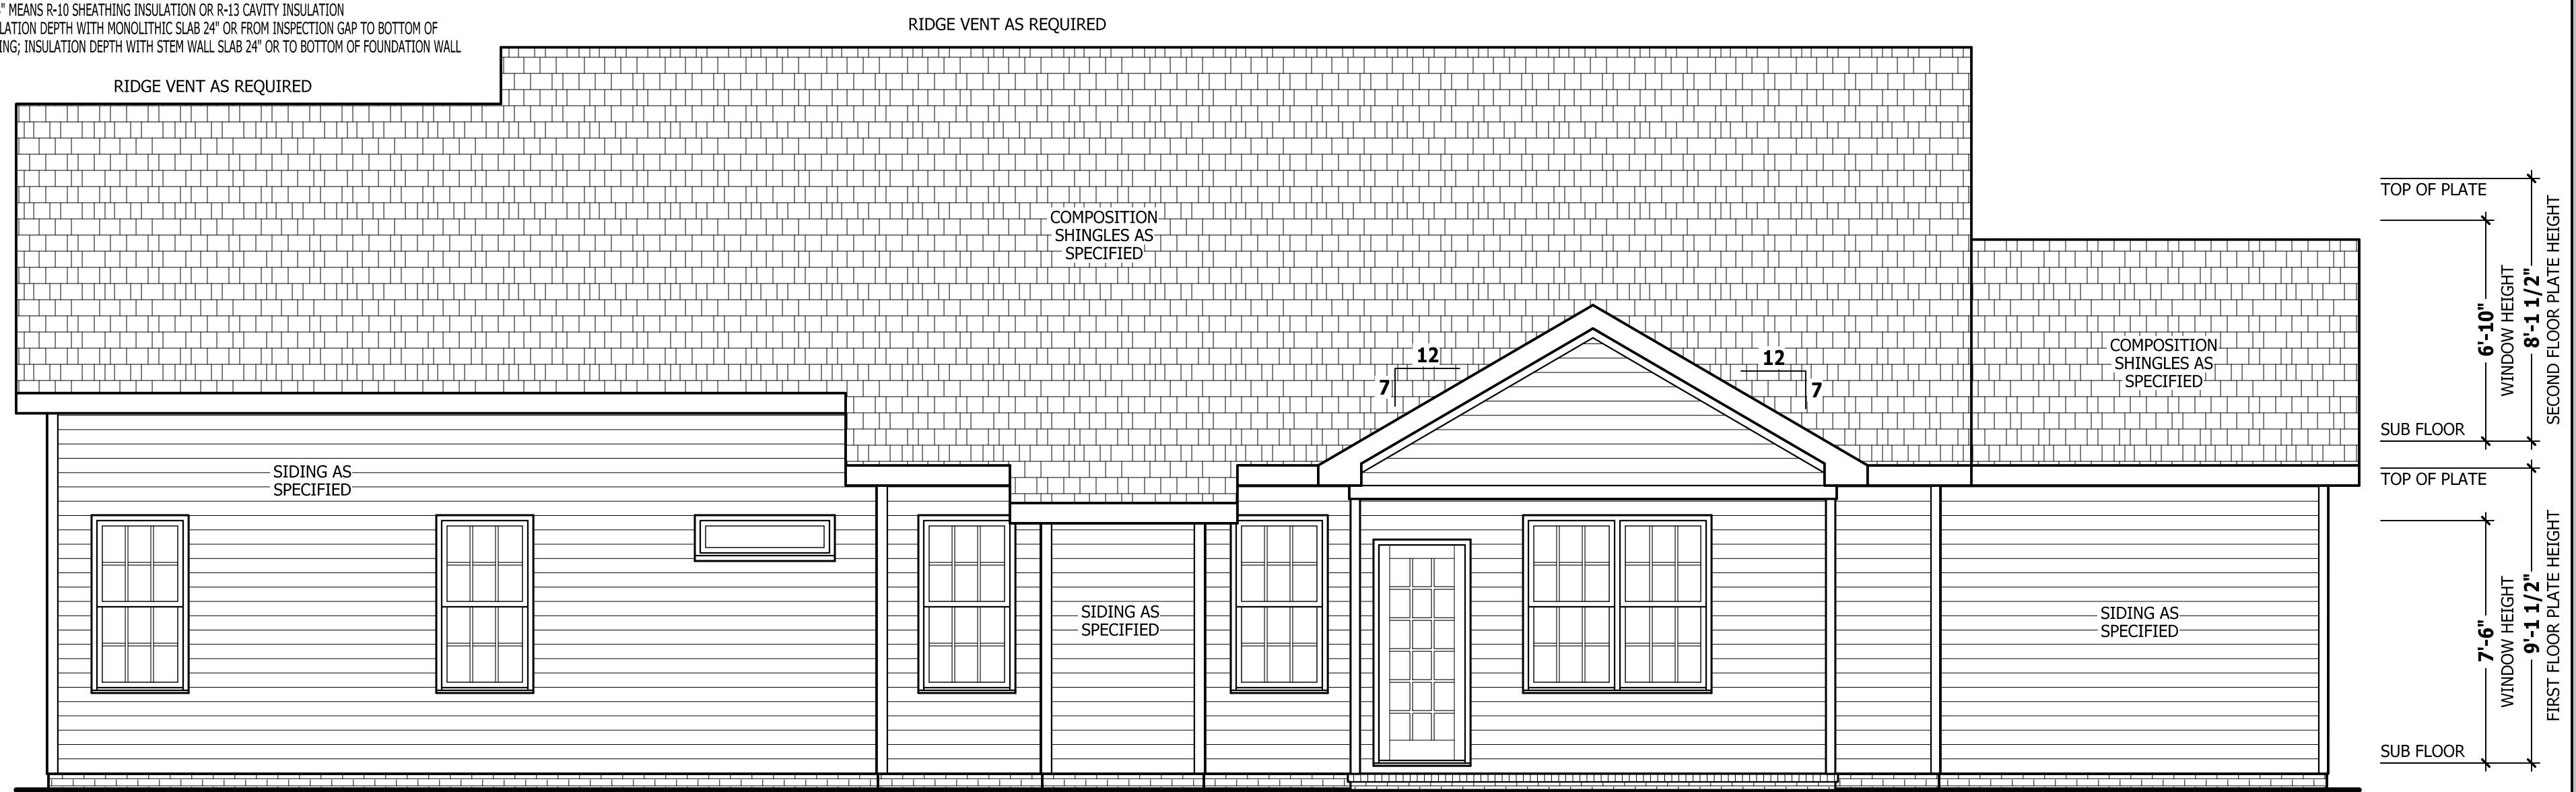 " MEANS R-10 SHEATHING INSULATION OR R-13 CAVITY INSULATION
LATION DEPTH WITH MONOLITHIC SLAB 24" OR FROM INSPECTION GAP TO BOTTOM OF
ING; INSULATION DEPTH WITH STEM WALL SLAB 24" OR TO BOTTOM OF FOUNDATION WALL
RIDGE VENT AS REQUIRED
RIDGE VENT AS REQUIRED
COMPOSITION
SHINGLES AS
SPECIFIED
12
7
12
7
COMPOSITION
SHINGLES AS
SPECIFIED
SIDING AS
SPECIFIED
SIDING AS
SPECIFIED
SIDING AS
SPECIFIED
TOP OF PLATE
6'-10"
WINDOW HEIGHT
8'-1 1/2"
SECOND FLOOR PLATE HEIGHT
SUB FLOOR
TOP OF PLATE
7'-6"
WINDOW HEIGHT
9'-1 1/2"
FIRST FLOOR PLATE HEIGHT
SUB FLOOR